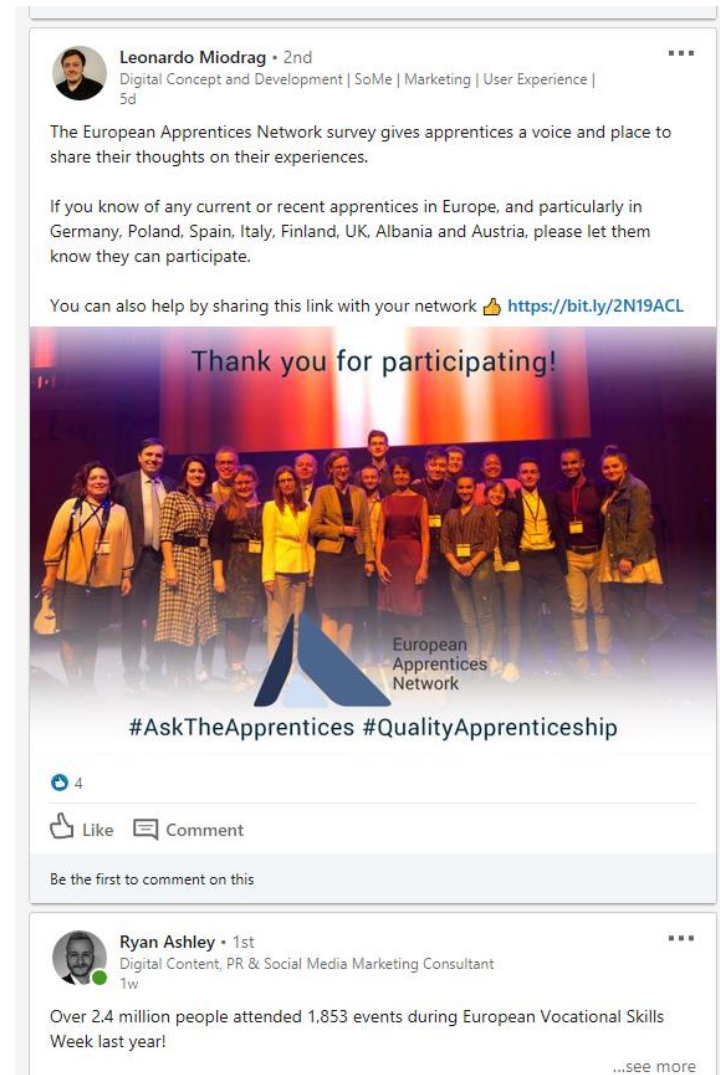 Leonardo Miodrag • 2nd
Digital Concept and Development | SoMe | Marketing | User Experience |
5d
The European Apprentices Network survey gives apprentices a voice and place to
share their thoughts on their experiences.
If you know of any current or recent apprentices in Europe, and particularly in
Germany, Poland, Spain, Italy, Finland, UK, Albania and Austria, please let them
know they can participate.
You can also help by sharing this link with your network 👍 https://bit.ly/2N19ACL
Thank you for participating!
European
Apprentices
Network
#AskTheApprentices #QualityApprenticeship
4
Like Comment
Be the first to comment on this
Ryan Ashley • 1st
Digital Content, PR & Social Media Marketing Consultant
1w
Over 2.4 million people attended 1,853 events during European Vocational Skills
Week last year!
...see more